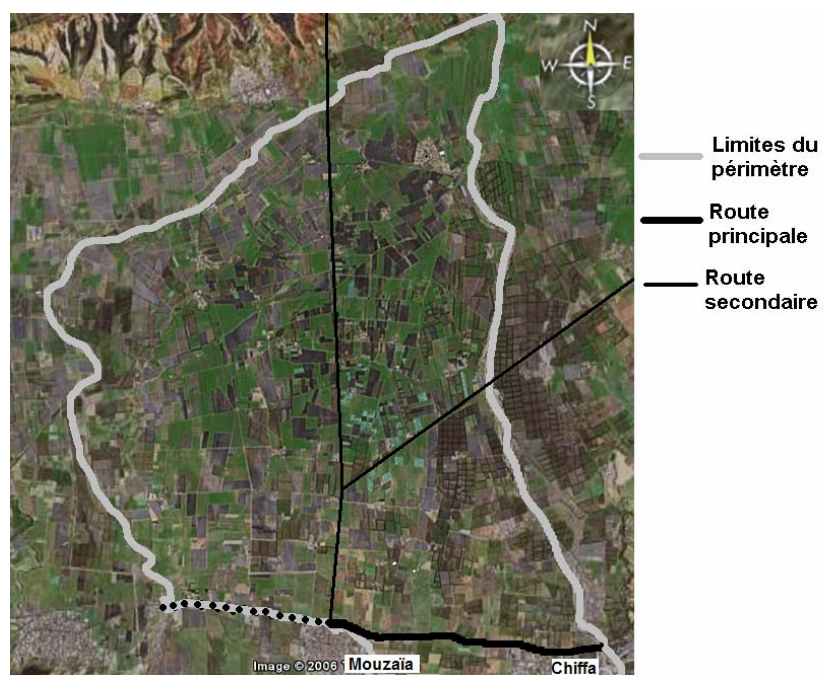 N
W E
S
Limites du
périmètre
Route
principale
Route
secondaire
Image © 2006
Mouzaïa
Chiffa